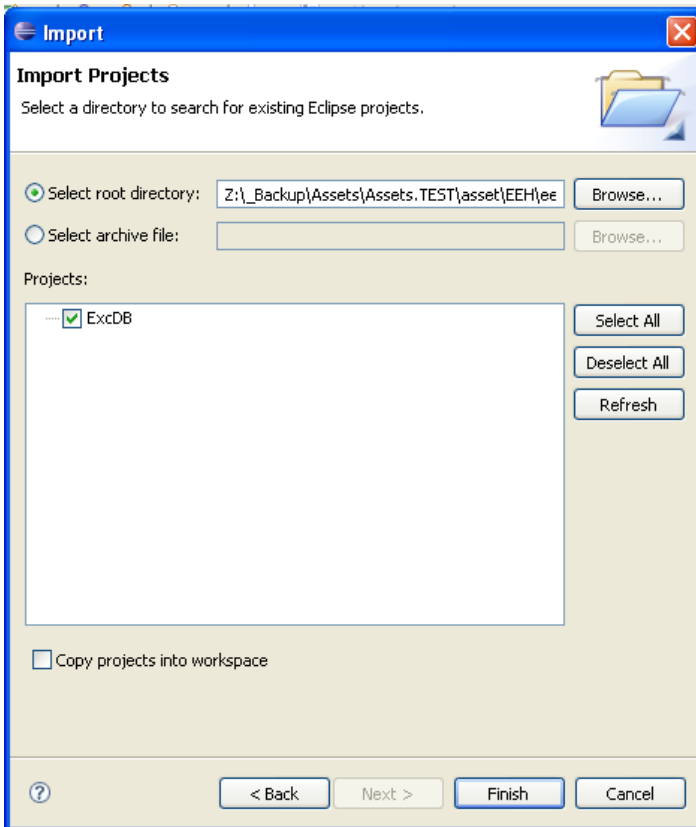 Import
Import Projects
Select a directory to search for existing Eclipse projects.
Select root directory: Z:\_Backup\Assets\Assets.TEST\asset\EEH\ee Browse...
Select archive file: Browse...
Projects:
ExcDB
Select All
Deselect All
Refresh
Copy projects into workspace
? < Back Next > Finish Cancel